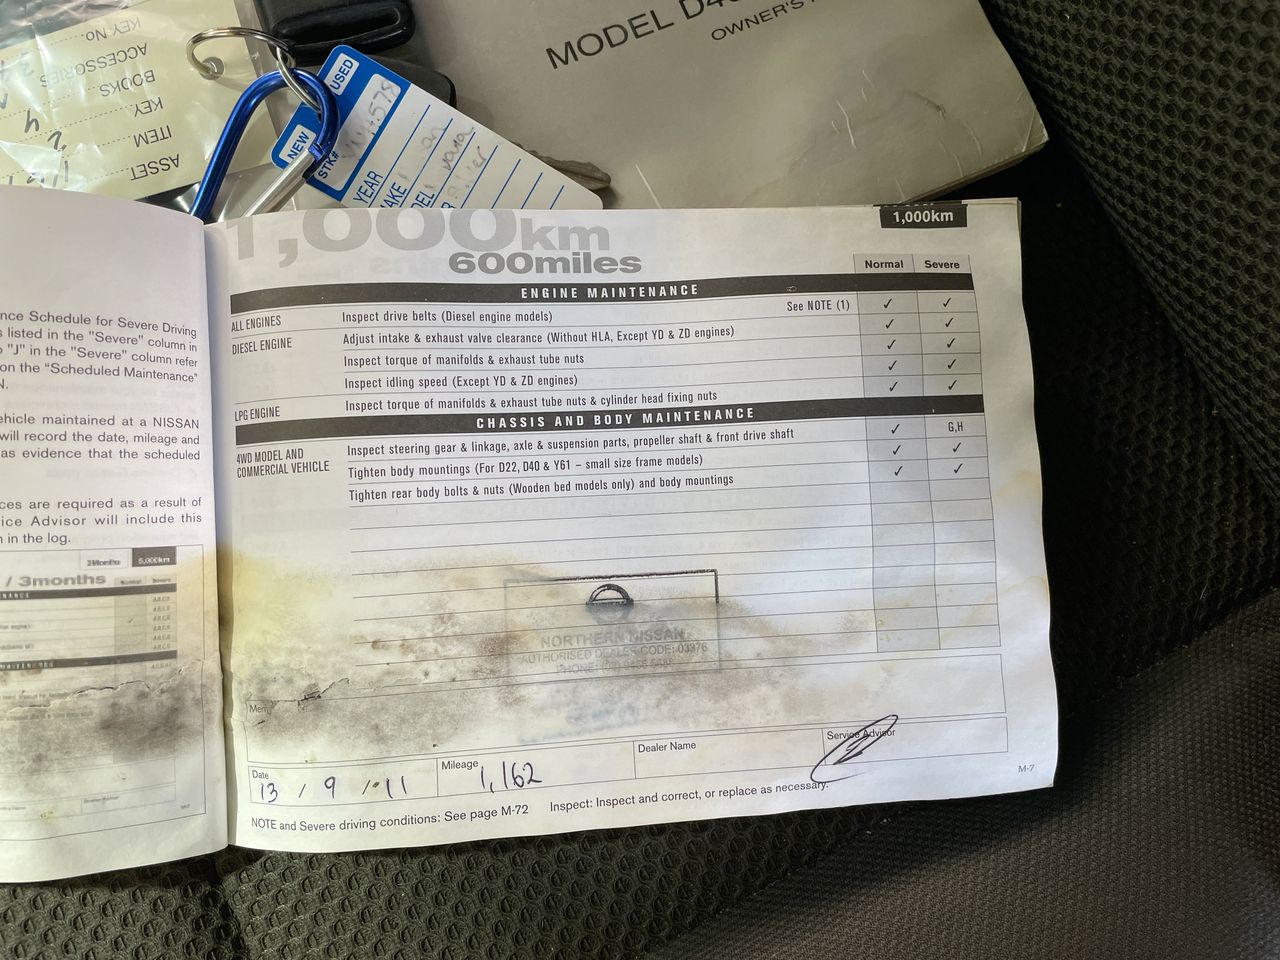 KEY No.
ACCESSORIES
BOOKS
KEY
ITEM
ASSET
MODEL
OWNER'S
USED
NEW
STK#
YEAR
nce Schedule for Severe Driving
s listed in the "Severe" column in
"J" in the "Severe" column refer
on the "Scheduled Maintenance"
N.
ehicle maintained at a NISSAN
will record the date, mileage and
as evidence that the scheduled
ces are required as a result of
ice Advisor will include this
n in the log.
3Months 5,000km
/ 3months
1,000km
600miles
1,000km
Normal Severe
ENGINE MAINTENANCE
ALL ENGINES Inspect drive belts (Diesel engine models) See NOTE (1) ✓ ✓
DIESEL ENGINE Adjust intake & exhaust valve clearance (Without HLA, Except YD & ZD engines) ✓ ✓
Inspect torque of manifolds & exhaust tube nuts ✓ ✓
Inspect idling speed (Except YD & ZD engines) ✓ ✓
LPG ENGINE Inspect torque of manifolds & exhaust tube nuts & cylinder head fixing nuts ✓ ✓
CHASSIS AND BODY MAINTENANCE
Inspect steering gear & linkage, axle & suspension parts, propeller shaft & front drive shaft ✓ G,H
4WD MODEL AND
COMMERCIAL VEHICLE
Tighten body mountings (For D22, D40 & Y61 – small size frame models) ✓ ✓
Tighten rear body bolts & nuts (Wooden bed models only) and body mountings ✓ ✓
NORTHERN NISSAN
AUTHORISED DEALER CODE: 03976
PHONE:
Date 13 / 9 / 11
Mileage 1,162
Dealer Name
Service Advisor
NOTE and Severe driving conditions: See page M-72 Inspect: Inspect and correct, or replace as necessary.
M-7